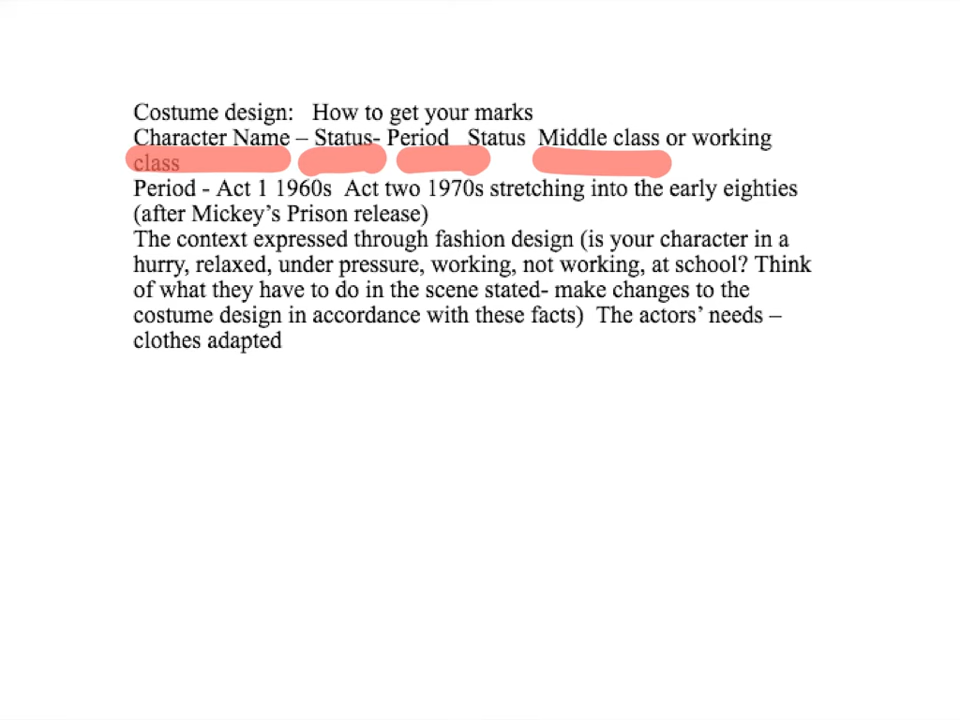 Costume design:   How to get your marks
Character Name – Status- Period   Status  Middle class or working
class
Period - Act 1 1960s  Act two 1970s stretching into the early eighties
(after Mickey’s Prison release)
The context expressed through fashion design (is your character in a
hurry, relaxed, under pressure, working, not working, at school? Think
of what they have to do in the scene stated- make changes to the
costume design in accordance with these facts)  The actors’ needs –
clothes adapted